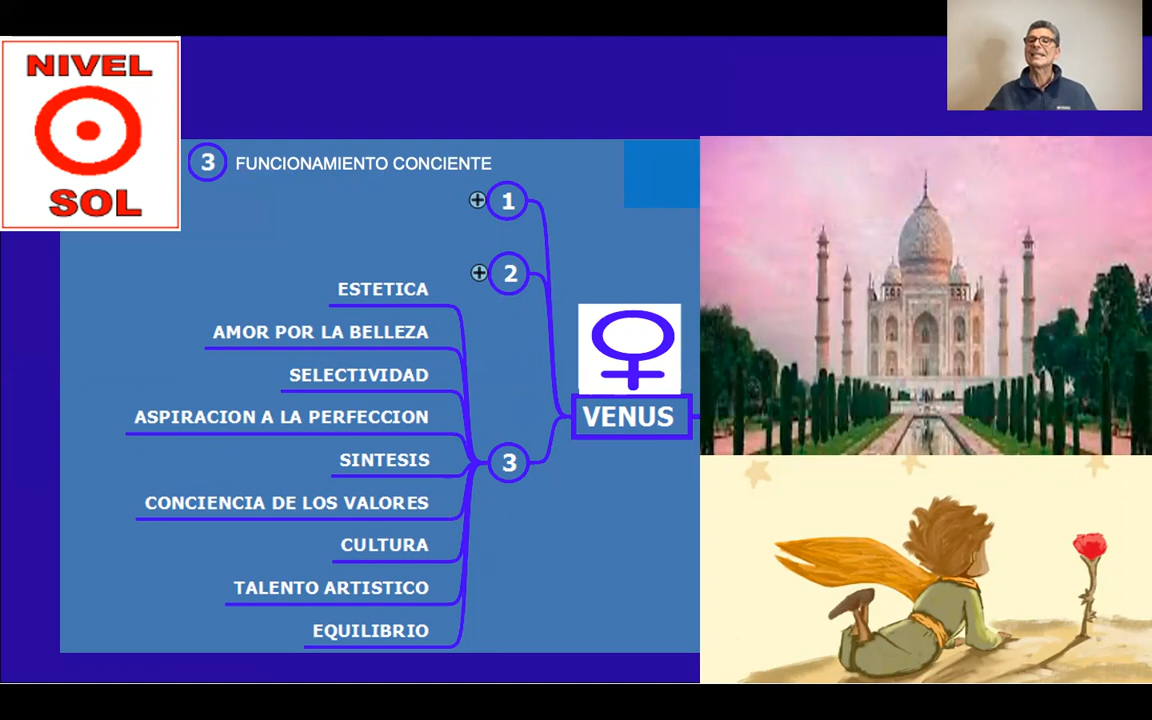 NIVEL
SOL
3 FUNCIONAMIENTO CONCIENTE
1
2
ESTETICA
AMOR POR LA BELLEZA
SELECTIVIDAD
ASPIRACION A LA PERFECCION
SINTESIS
CONCIENCIA DE LOS VALORES
CULTURA
TALENTO ARTISTICO
EQUILIBRIO
3
VENUS